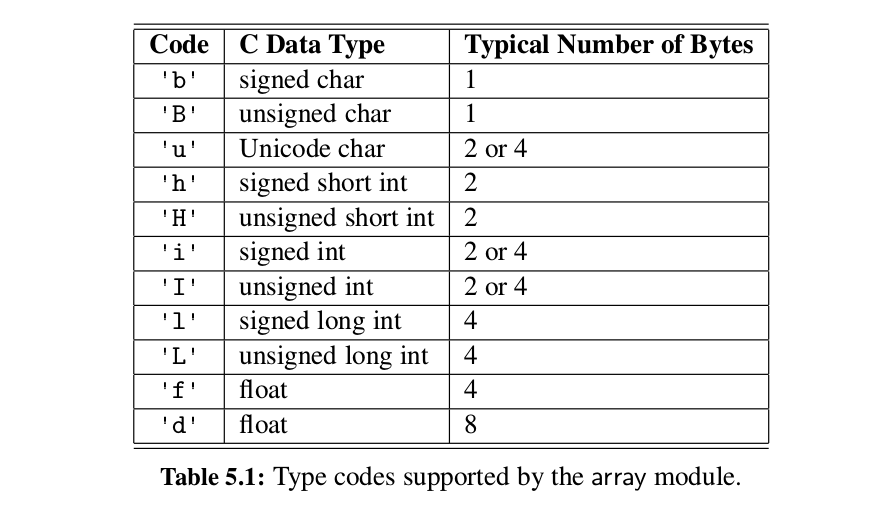 Code C Data Type Typical Number of Bytes
'b' signed char 1
'B' unsigned char 1
'u' Unicode char 2 or 4
'h' signed short int 2
'H' unsigned short int 2
'i' signed int 2 or 4
'I' unsigned int 2 or 4
'l' signed long int 4
'L' unsigned long int 4
'f' float 4
'd' float 8
Table 5.1: Type codes supported by the array module.